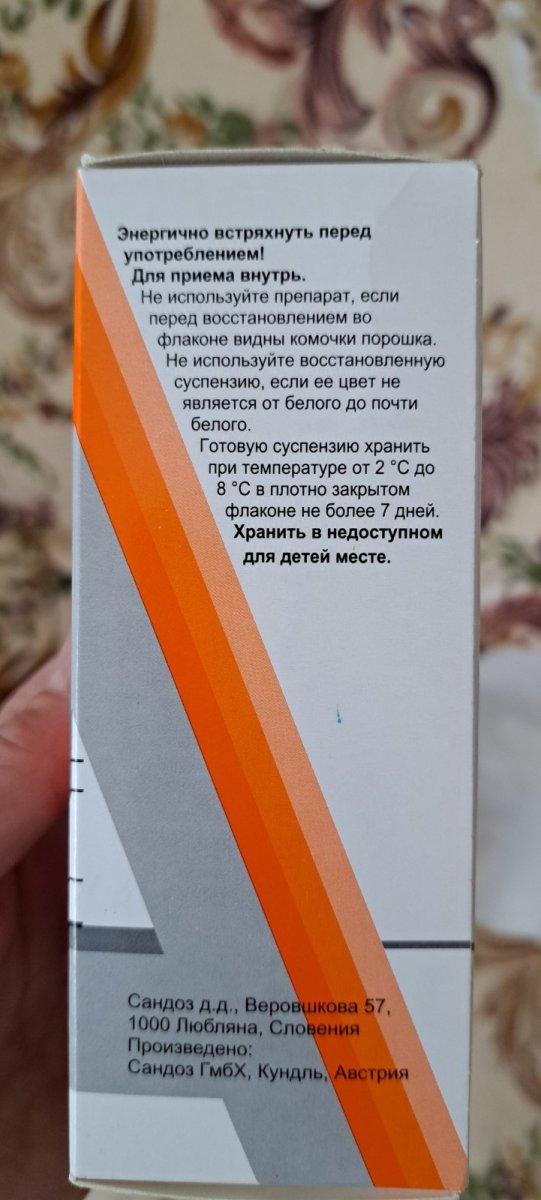 Энергично встряхнуть перед
употреблением!
Для приема внутрь.
Не используйте препарат, если
перед восстановлением во
флаконе видны комочки порошка.
Не используйте восстановленную
суспензию, если ее цвет не
является от белого до почти
белого.
Готовую суспензию хранить
при температуре от 2 °C до
8 °C в плотно закрытом
флаконе не более 7 дней.
Хранить в недоступном
для детей месте.
Сандоз д.д., Веровшкова 57,
1000 Любляна, Словения
Произведено:
Сандоз ГмбХ, Кундль, Австрия